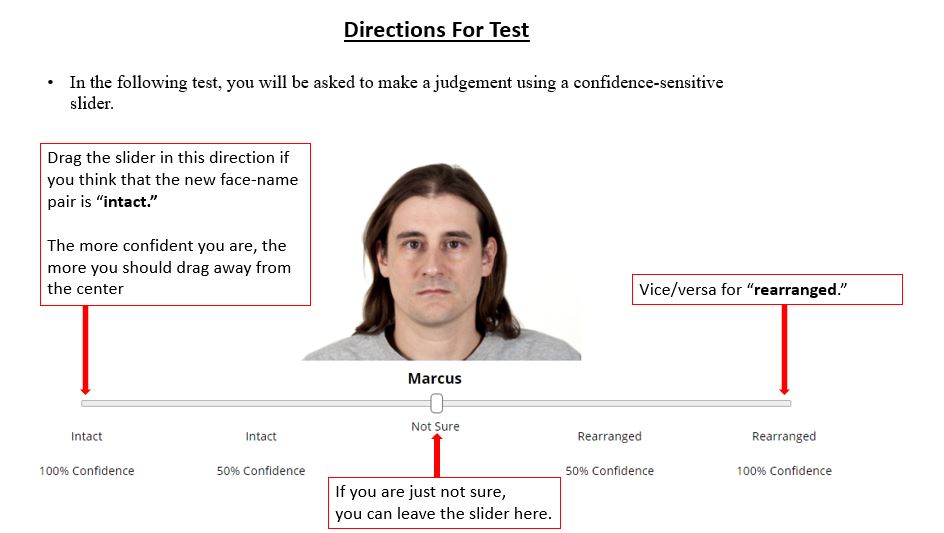 Directions For Test
• In the following test, you will be asked to make a judgement using a confidence-sensitive
slider.
Drag the slider in this direction if
you think that the new face-name
pair is “intact.”
The more confident you are, the
more you should drag away from
the center
Vice/versa for “rearranged.”
Marcus
Not Sure
Intact
Intact
Rearranged
Rearranged
100% Confidence
50% Confidence
50% Confidence
100% Confidence
If you are just not sure,
you can leave the slider here.